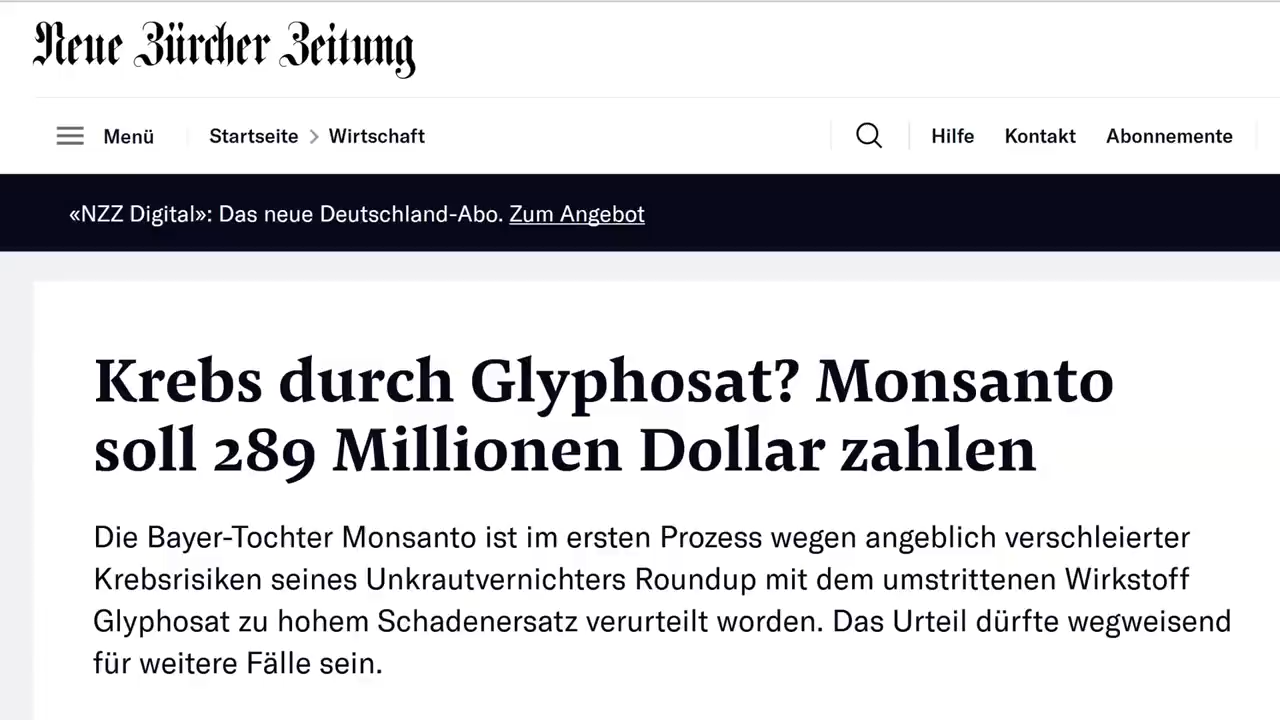 Neue Zürcher Zeitung
Menü Startseite > Wirtschaft Hilfe Kontakt Abonnemente
«NZZ Digital»: Das neue Deutschland-Abo. Zum Angebot
Krebs durch Glyphosat? Monsanto
soll 289 Millionen Dollar zahlen
Die Bayer-Tochter Monsanto ist im ersten Prozess wegen angeblich verschleierter
Krebsrisiken seines Unkrautvernichters Roundup mit dem umstrittenen Wirkstoff
Glyphosat zu hohem Schadenersatz verurteilt worden. Das Urteil dürfte wegweisend
für weitere Fälle sein.